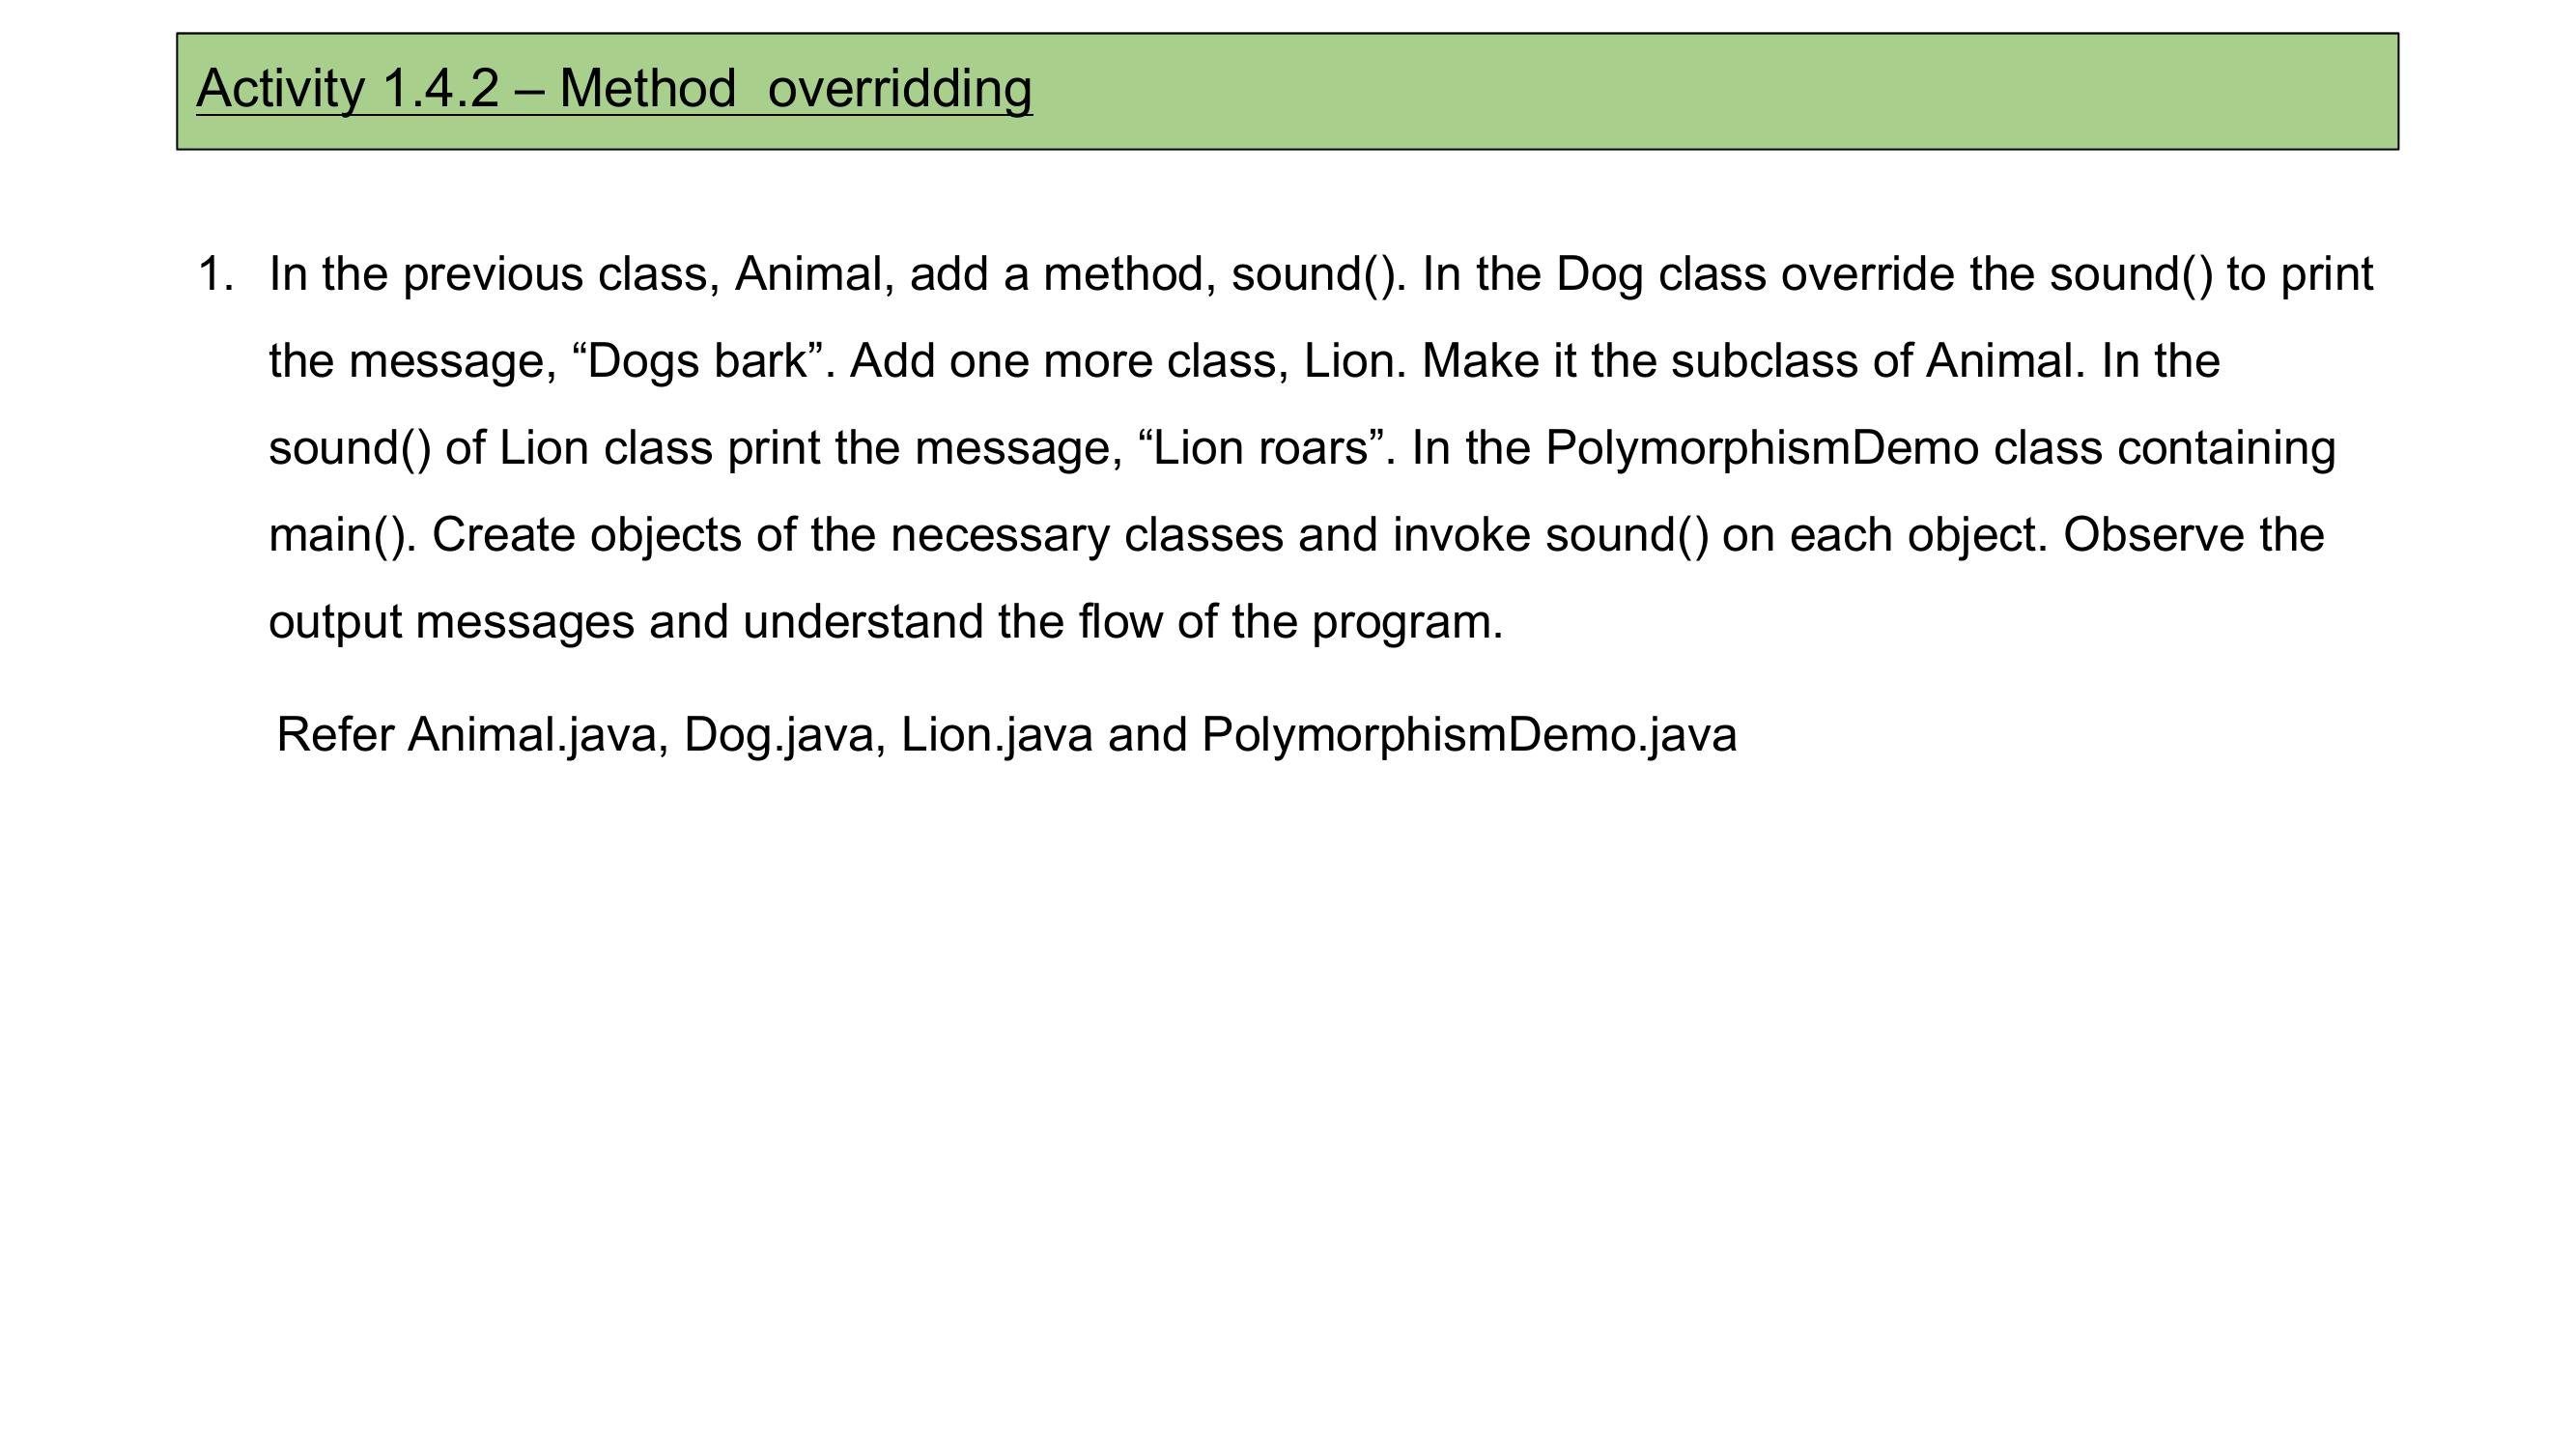 Activity 1.4.2 – Method  overridding
1. In the previous class, Animal, add a method, sound(). In the Dog class override the sound() to print
the message, “Dogs bark”. Add one more class, Lion. Make it the subclass of Animal. In the
sound() of Lion class print the message, “Lion roars”. In the PolymorphismDemo class containing
main(). Create objects of the necessary classes and invoke sound() on each object. Observe the
output messages and understand the flow of the program.
Refer Animal.java, Dog.java, Lion.java and PolymorphismDemo.java